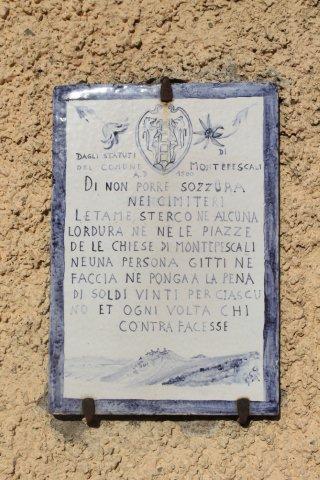 DAGLI STATUTI DI
DEL COMUNE MONTEPESCALI
A.D 1500
DI NON PORRE SOZZURA
NEI CIMITERI
LETAME, STERCO NE ALCUNA
LORDURA NE NE LE PIAZZE
DE LE CHIESE DI MONTEPESCALI
NEUNA PERSONA GITTI NE
FACCIA NE PONGA A LA PENA
DI SOLDI VINTI PER CIASCU
NO ET OGNI VOLTA CHI
CONTRA FACESSE